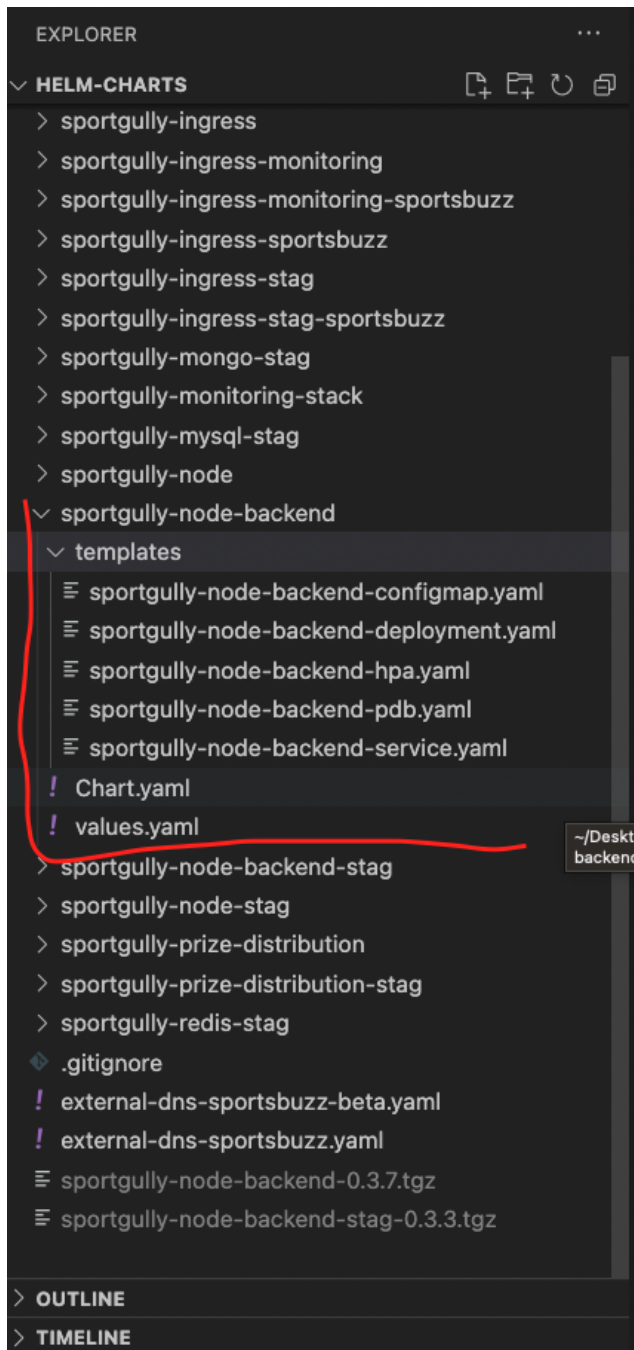 EXPLORER
HELM-CHARTS
sportgully-ingress
sportgully-ingress-monitoring
sportgully-ingress-monitoring-sportsbuzz
sportgully-ingress-sportsbuzz
sportgully-ingress-stag
sportgully-ingress-stag-sportsbuzz
sportgully-mongo-stag
sportgully-monitoring-stack
sportgully-mysql-stag
sportgully-node
sportgully-node-backend
templates
sportgully-node-backend-configmap.yaml
sportgully-node-backend-deployment.yaml
sportgully-node-backend-hpa.yaml
sportgully-node-backend-pdb.yaml
sportgully-node-backend-service.yaml
! Chart.yaml
! values.yaml
~/Deskt
backend
sportgully-node-backend-stag
sportgully-node-stag
sportgully-prize-distribution
sportgully-prize-distribution-stag
sportgully-redis-stag
.gitignore
! external-dns-sportsbuzz-beta.yaml
! external-dns-sportsbuzz.yaml
sportgully-node-backend-0.3.7.tgz
sportgully-node-backend-stag-0.3.3.tgz
OUTLINE
TIMELINE